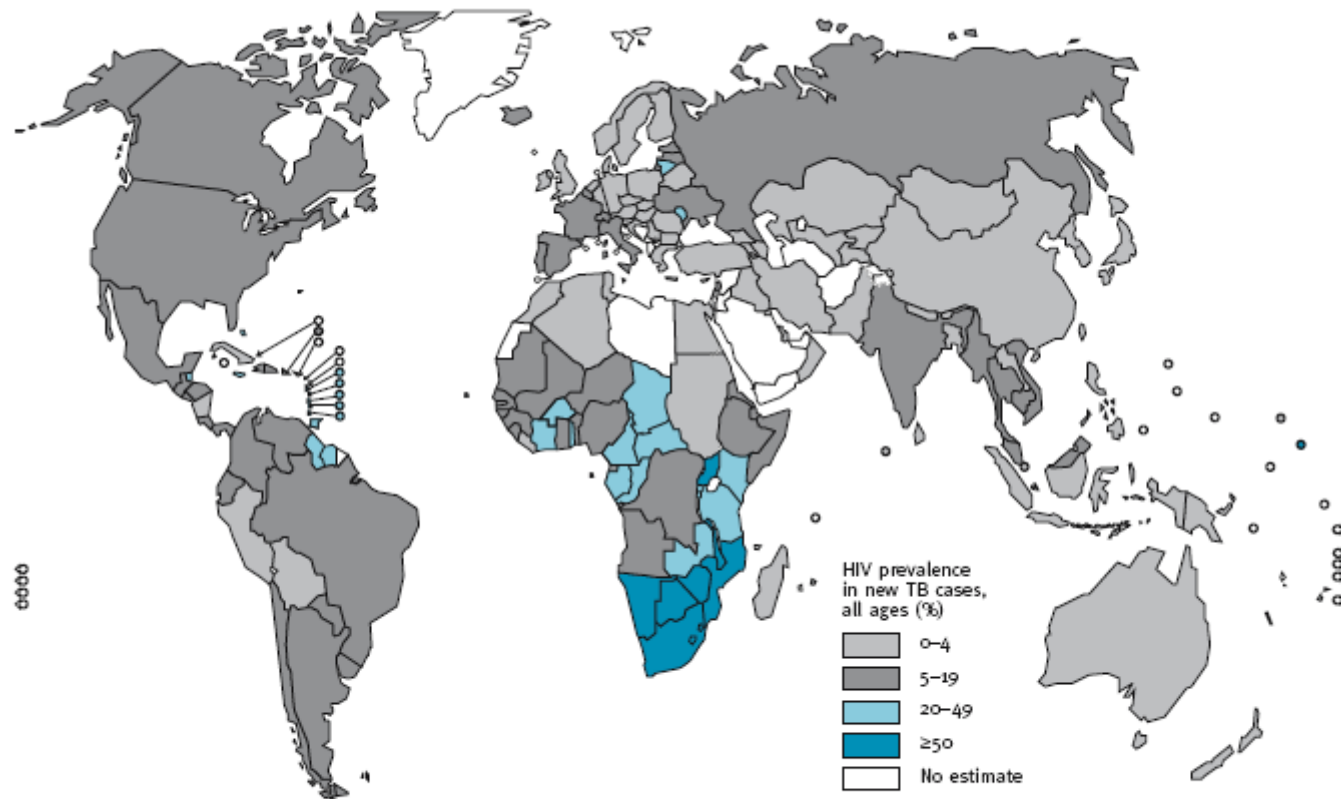 HIV prevalence
in new TB cases,
all ages (%)
0–4
5–19
20–49
≥50
No estimate